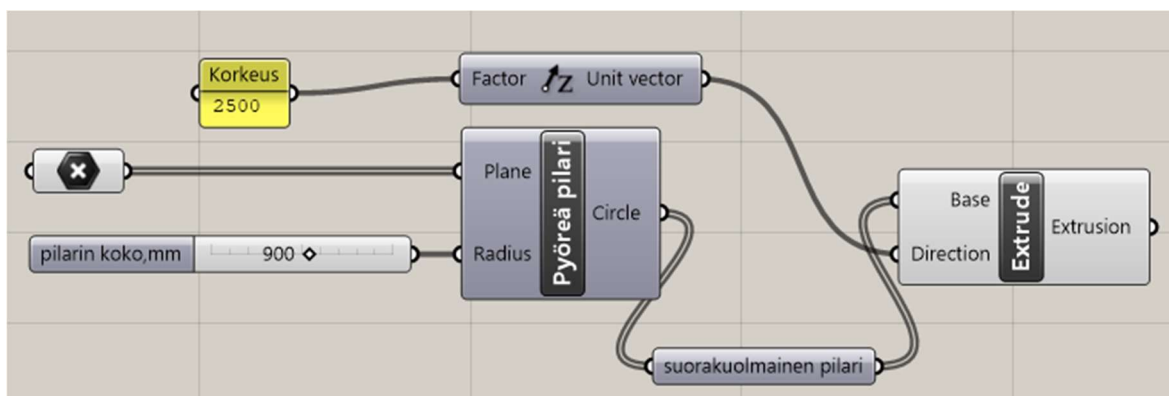 Korkeus
2500
Factor Z Unit vector
Plane
Pyöreä pilari
Circle
Radius
pilarin koko,mm 900
Base
Direction
Extrude
Extrusion
suorakuolmainen pilari